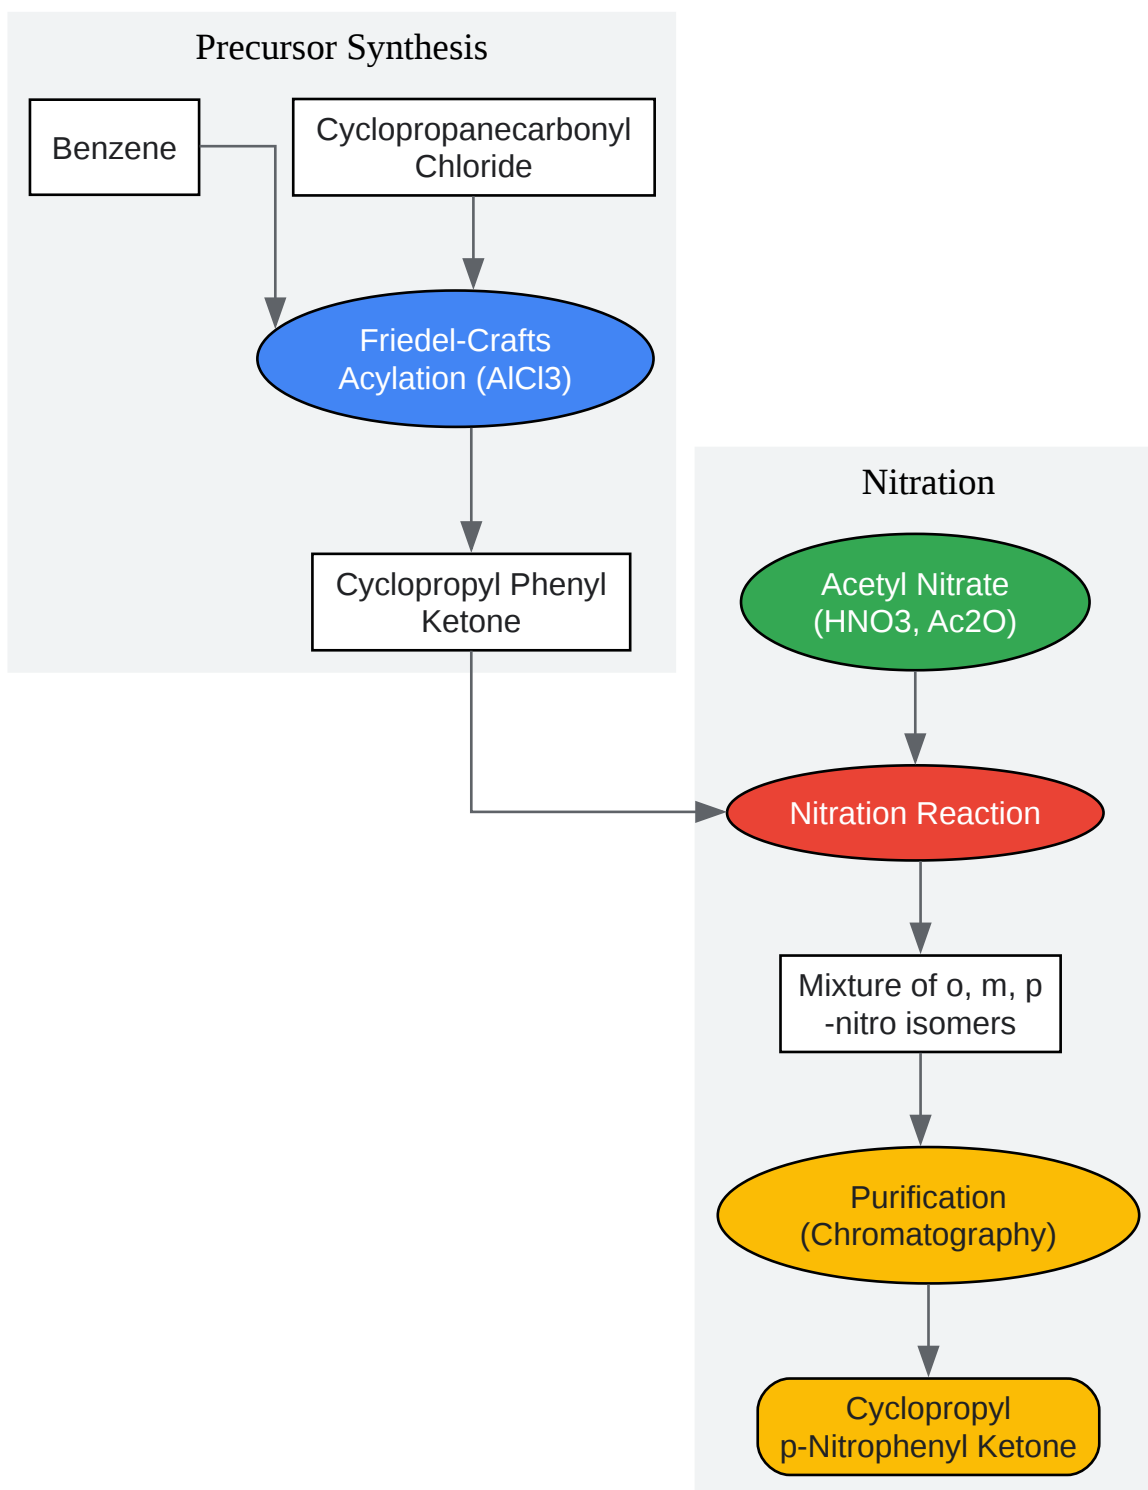 Precursor Synthesis
Benzene
Cyclopropanecarbonyl
Chloride
Friedel-Crafts
Acylation (AlCl3)
Cyclopropyl Phenyl
Ketone
Nitration
Acetyl Nitrate
(HNO3, Ac2O)
Nitration Reaction
Mixture of o, m, p
-nitro isomers
Purification
(Chromatography)
Cyclopropyl
p-Nitrophenyl Ketone